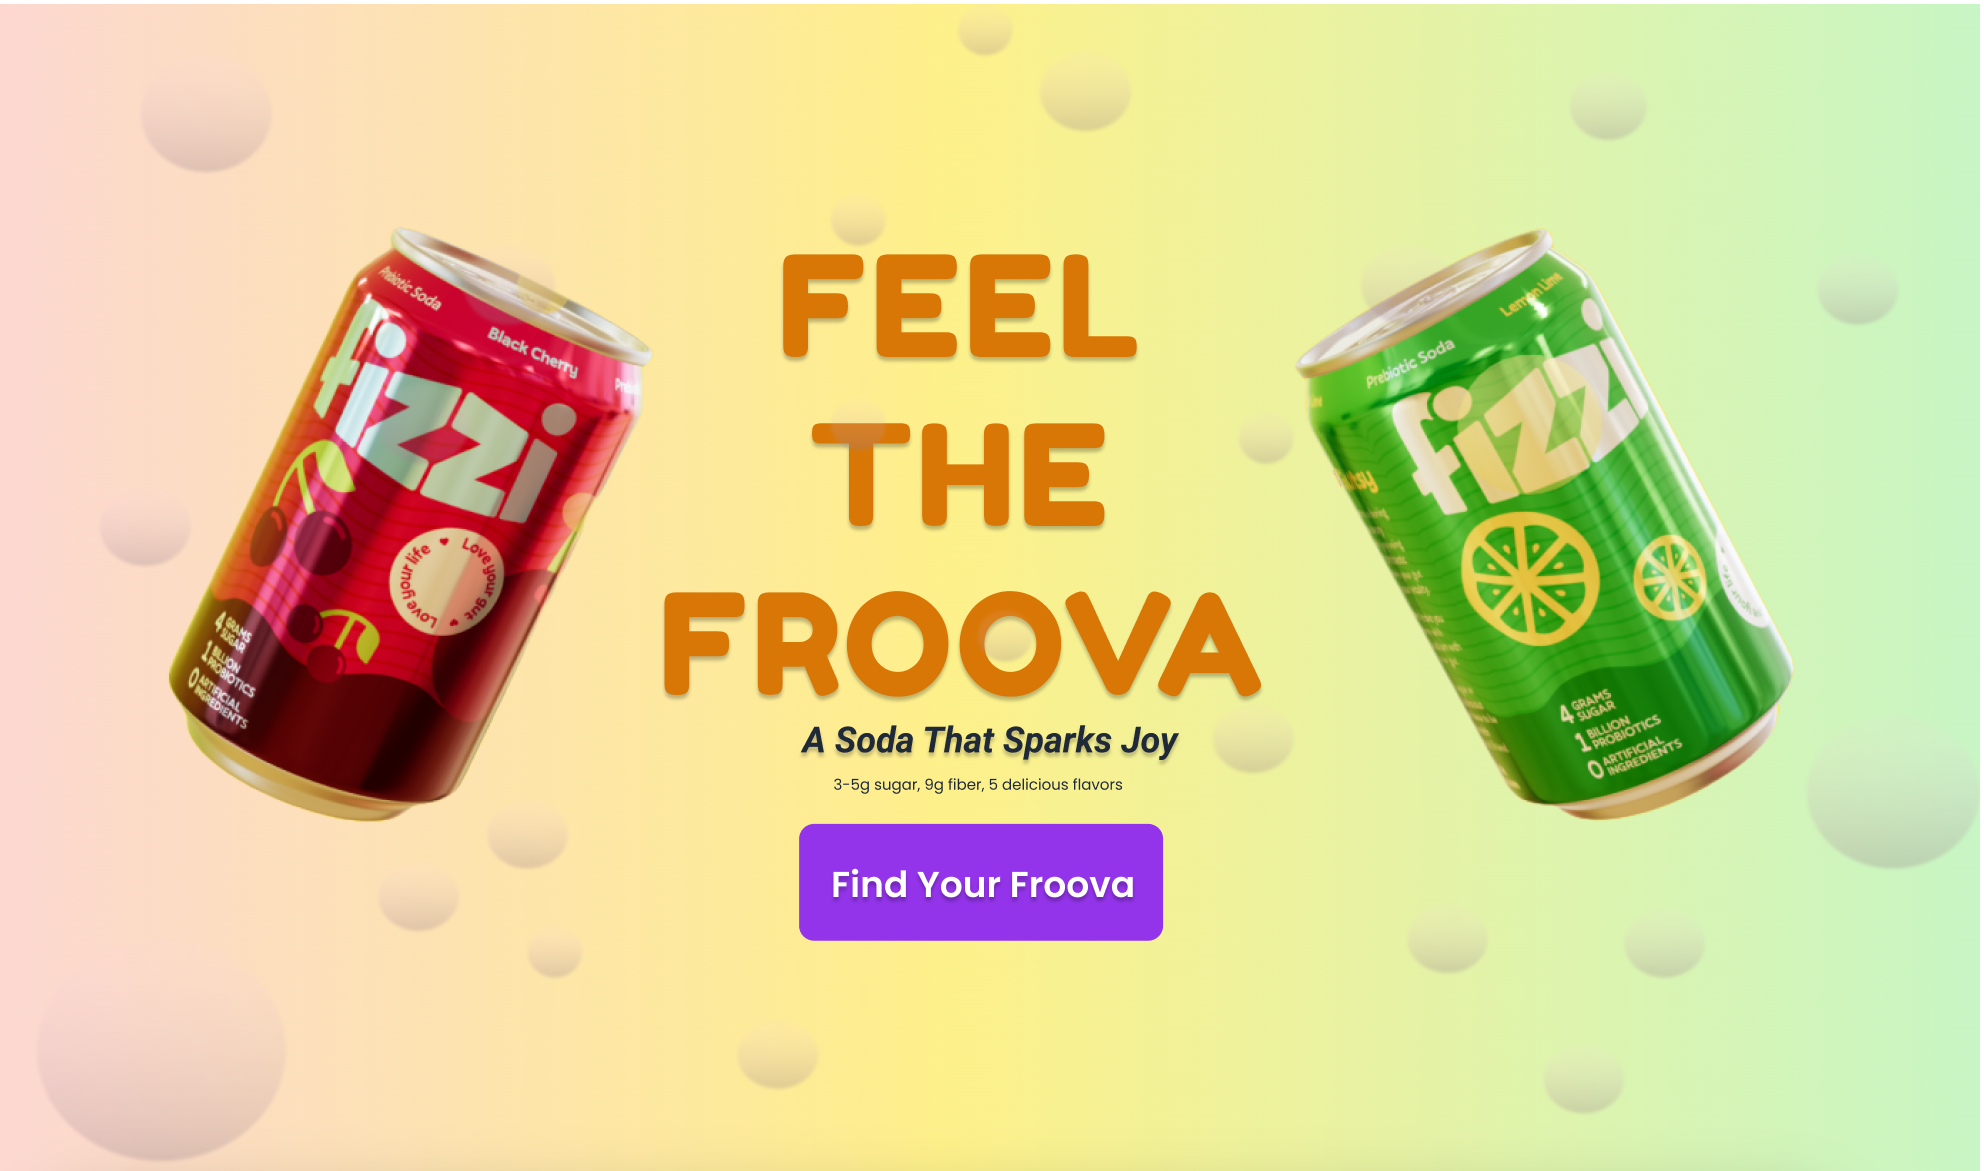 FEEL
THE
FROOVA
A Soda That Sparks Joy
3-5g sugar, 9g fiber, 5 delicious flavors
Find Your Froova
Prebiotic Soda
Black Cherry
fizzi
Love your life ♥ Love your gut ♥
4 GRAMS
SUGAR
1 BILLION
PROBIOTICS
0 ARTIFICIAL
INGREDIENTS
Prebiotic Soda
Lemon Lime
fizzi
4 GRAMS
SUGAR
1 BILLION
PROBIOTICS
0 ARTIFICIAL
INGREDIENTS